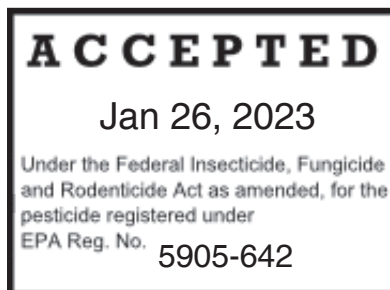 ACCEPTED
Jan 26, 2023
Under the Federal Insecticide, Fungicide
and Rodenticide Act as amended, for the
pesticide registered under
EPA Reg. No. 5905-642